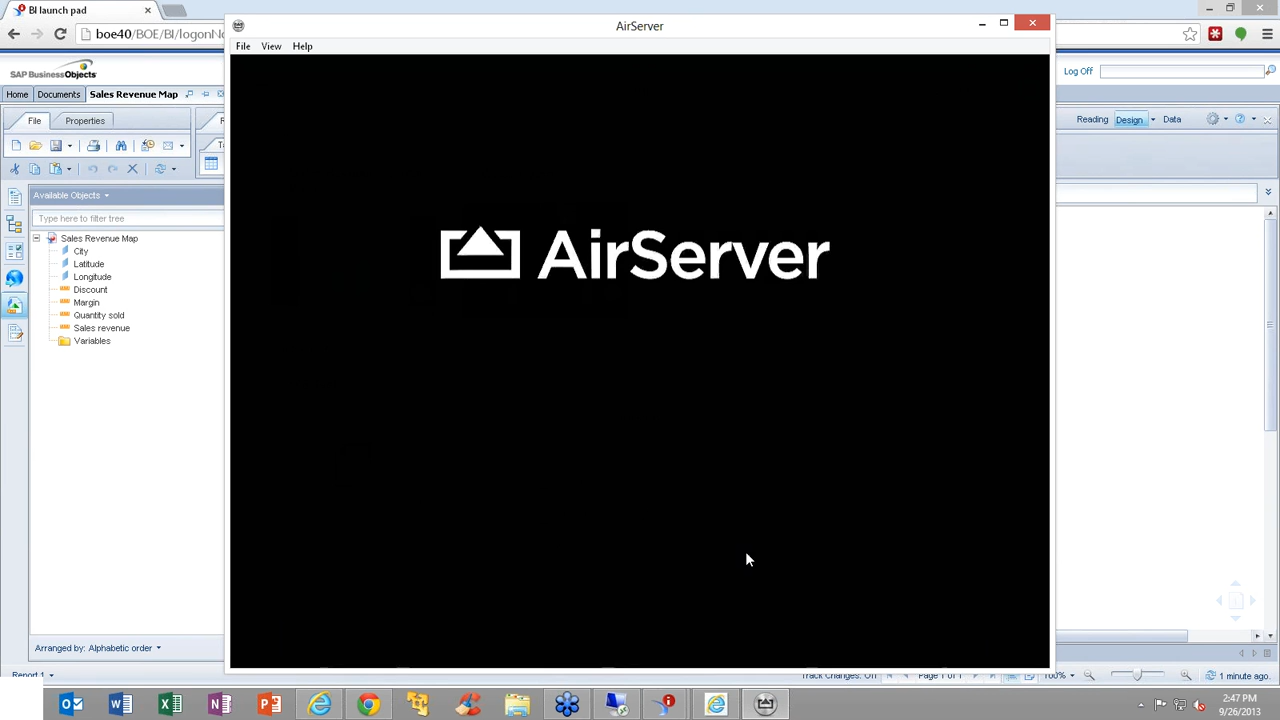 BI launch pad
boe40/BOE/BI/logonNo
SAP BusinessObjects
Home Documents Sales Revenue Map
File Properties
Available Objects
Type here to filter tree
Sales Revenue Map
City
Latitude
Longitude
Discount
Margin
Quantity sold
Sales revenue
Variables
Arranged by: Alphabetic order
Report 1
AirServer
File View Help
AirServer
Log Off
Reading Design Data
Track Changes: Off Page 1 of 1 100% 1 minute ago
2:47 PM
9/26/2013